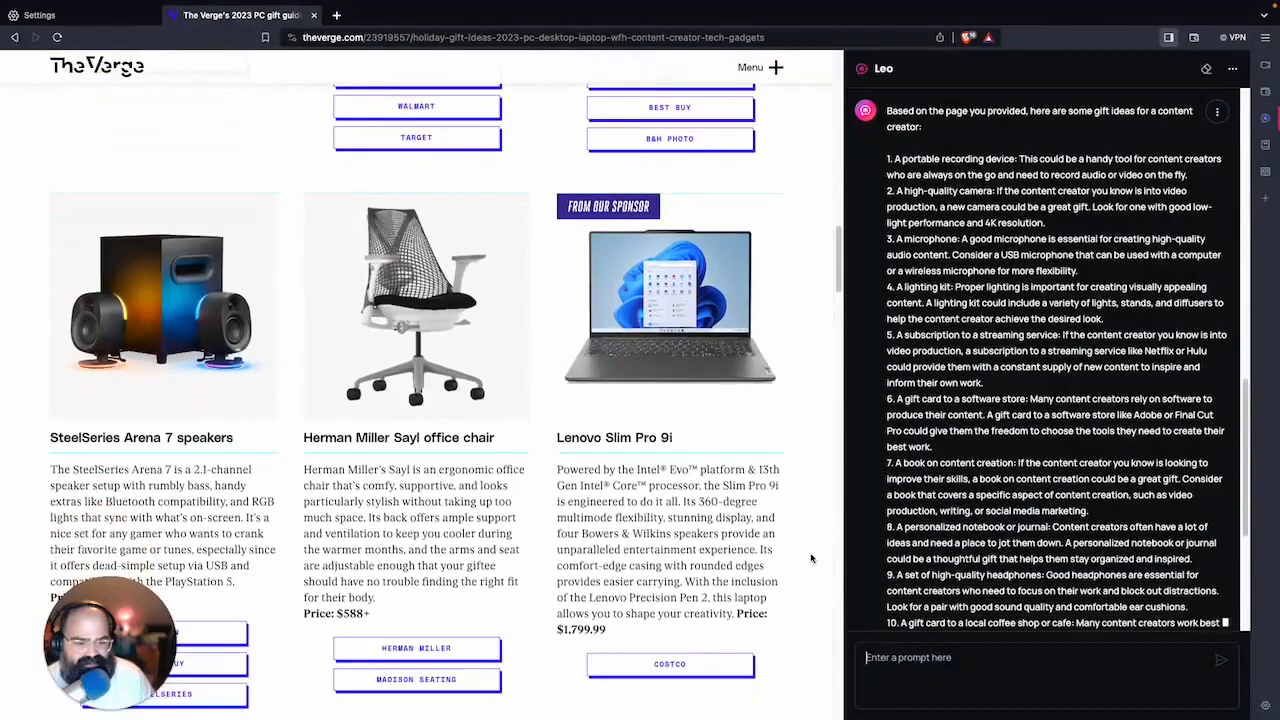 Settings
The Verge's 2023 PC gift guid
theverge.com/23919557/holiday-gift-ideas-2023-pc-desktop-laptop-wfh-content-creator-tech-gadgets
VPN
The Verge
Menu
WALMART
TARGET
BEST BUY
B&H PHOTO
SteelSeries Arena 7 speakers
The SteelSeries Arena 7 is a 2.1-channel
speaker setup with rumbly bass, handy
extras like Bluetooth compatibility, and RGB
lights that sync with what's on-screen. It's a
nice set for any gamer who wants to crank
their favorite game or tunes, especially since
it offers dead-simple setup via USB and
the PlayStation 5.
Herman Miller Sayl office chair
Herman Miller's Sayl is an ergonomic office
chair that's comfy, supportive, and looks
particularly stylish without taking up too
much space. Its back offers ample support
and ventilation to keep you cooler during
the warmer months, and the arms and seat
are adjustable enough that your giftee
should have no trouble finding the right fit
for their body.
Price: $588+
HERMAN MILLER
MADISON SEATING
FROM OUR SPONSOR
Lenovo Slim Pro 9i
Powered by the Intel® Evo™ platform & 13th
Gen Intel® Core™ processor, the Slim Pro 9i
is engineered to do it all. Its 360-degree
multimode flexibility, stunning display, and
four Bowers & Wilkins speakers provide an
unparalleled entertainment experience. Its
comfort-edge casing with rounded edges
provides easier carrying. With the inclusion
of the Lenovo Precision Pen 2, this laptop
allows you to shape your creativity. Price:
$1,799.99
COSTCO
Leo
Based on the page you provided, here are some gift ideas for a content
creator:
1. A portable recording device: This could be a handy tool for content creators
who are always on the go and need to record audio or video on the fly.
2. A high-quality camera: If the content creator you know is into video
production, a new camera could be a great gift. Look for one with good low-
light performance and 4K resolution.
3. A microphone: A good microphone is essential for creating high-quality
audio content. Consider a USB microphone that can be used with a computer
or a wireless microphone for more flexibility.
4. A lighting kit: Proper lighting is important for creating visually appealing
content. A lighting kit could include a variety of lights, stands, and diffusers to
help the content creator achieve the desired look.
5. A subscription to a streaming service: If the content creator you know is into
video production, a subscription to a streaming service like Netflix or Hulu
could provide them with a constant supply of new content to inspire and
inform their own work.
6. A gift card to a software store: Many content creators rely on software to
produce their content. A gift card to a software store like Adobe or Final Cut
Pro could give them the freedom to choose the tools they need to create their
best work.
7. A book on content creation: If the content creator you know is looking to
improve their skills, a book on content creation could be a great gift. Consider
a book that covers a specific aspect of content creation, such as video
production, writing, or social media marketing.
8. A personalized notebook or journal: Content creators often have a lot of
ideas and need a place to jot them down. A personalized notebook or journal
could be a thoughtful gift that helps them stay organized and inspired.
9. A set of high-quality headphones: Good headphones are essential for
content creators who need to focus on their work and block out distractions.
Look for a pair with good sound quality and comfortable ear cushions.
10. A gift card to a local coffee shop or cafe: Many content creators work best
Enter a prompt here